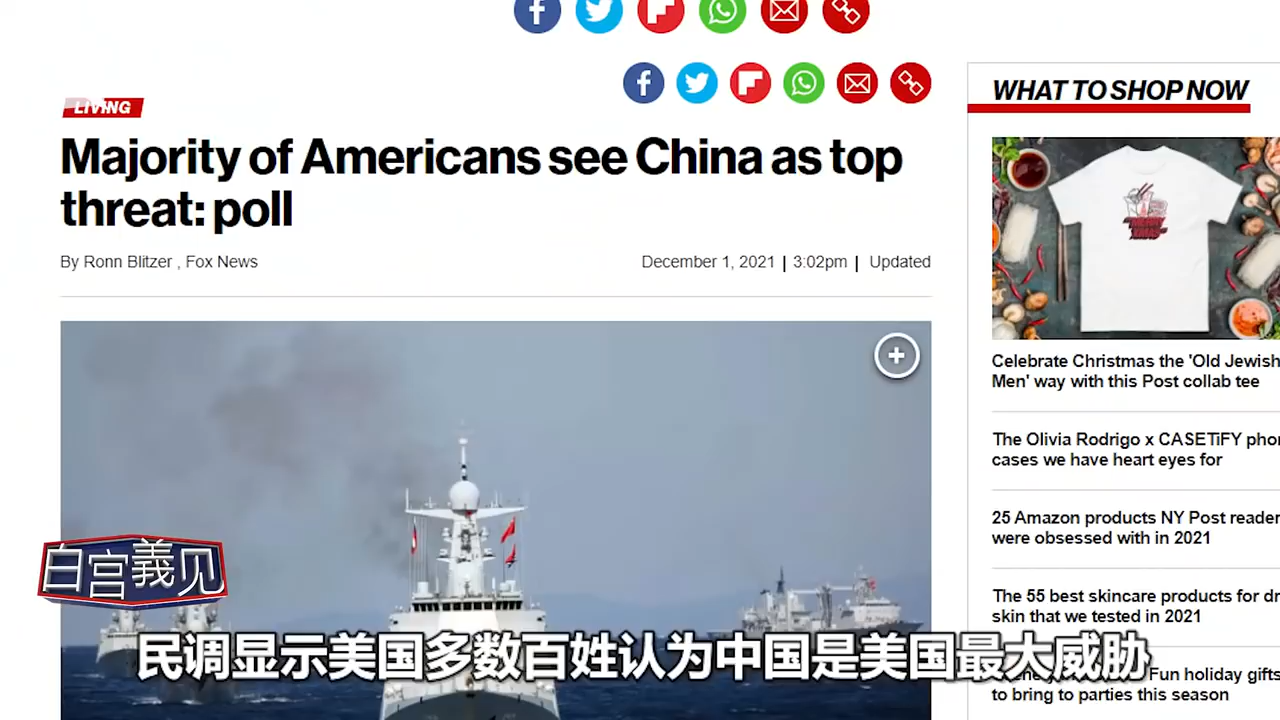 LIVING
Majority of Americans see China as top
threat: poll
By Ronn Blitzer , Fox News
December 1, 2021 | 3:02pm | Updated
WHAT TO SHOP NOW
Celebrate Christmas the 'Old Jewish
Men' way with this Post collab tee
The Olivia Rodrigo x CASETiFY pho
cases we have heart eyes for
25 Amazon products NY Post reader
were obsessed with in 2021
The 55 best skincare products for dr
skin that we tested in 2021
Fun holiday gifts
to bring to parties this season
白宫義见
民调显示美国多数百姓认为中国是美国最大威胁